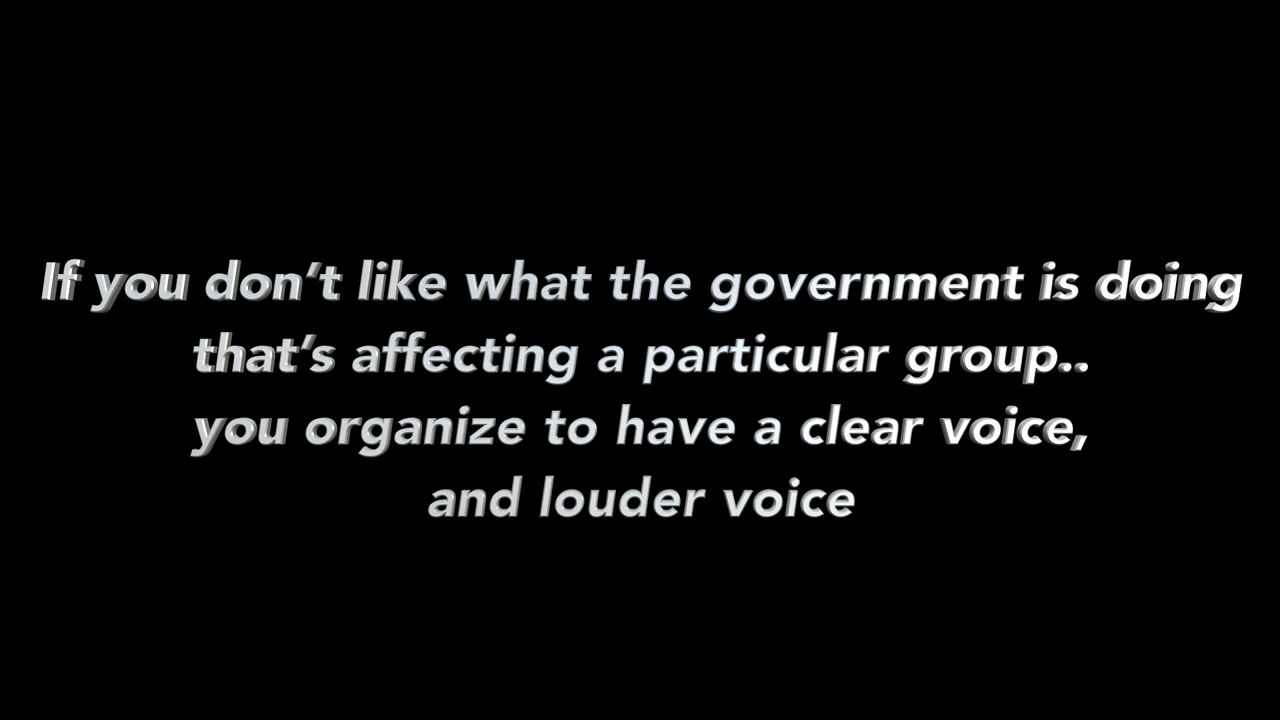 If you don’t like what the government is doing
that’s affecting a particular group..
you organize to have a clear voice,
and louder voice